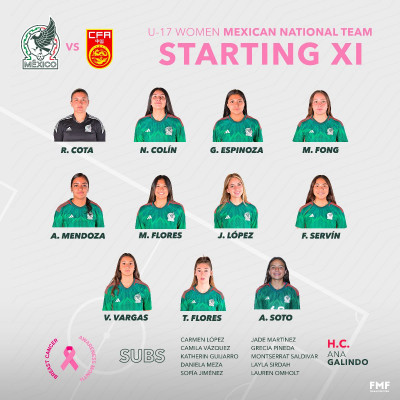 MÉXICO
VS
CFA
中国
U-17 WOMEN MEXICAN NATIONAL TEAM
STARTING XI
R. COTA
N. COLÍN
G. ESPINOZA
M. FONG
A. MENDOZA
M. FLORES
J. LÓPEZ
F. SERVÍN
V. VARGAS
T. FLORES
A. SOTO
BREAST CANCER
AWARENESS MONTH
SUBS
CARMEN LÓPEZ
CAMILA VÁZQUEZ
KATHERIN GUIJARRO
DANIELA MEZA
SOFÍA JIMÉNEZ
JADE MARTÍNEZ
GRECIA PINEDA
MONTSERRAT SALDIVAR
LAYLA SIRDAH
LAUREN OMHOLT
H.C.
ANA
GALINDO
FMF